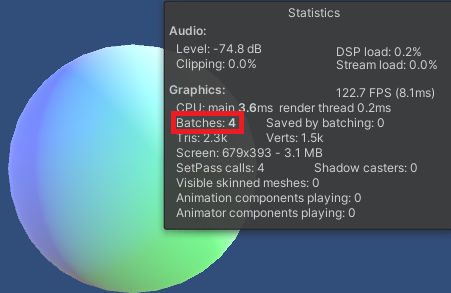 Statistics
Audio:
Level: -74.8 dB DSP load: 0.2%
Clipping: 0.0% Stream load: 0.0%
Graphics: 122.7 FPS (8.1ms)
CPU: main 3.6ms render thread 0.2ms
Batches: 4 Saved by batching: 0
Tris: 2.3k Verts: 1.5k
Screen: 679x393 - 3.1 MB
SetPass calls: 4 Shadow casters: 0
Visible skinned meshes: 0
Animation components playing: 0
Animator components playing: 0